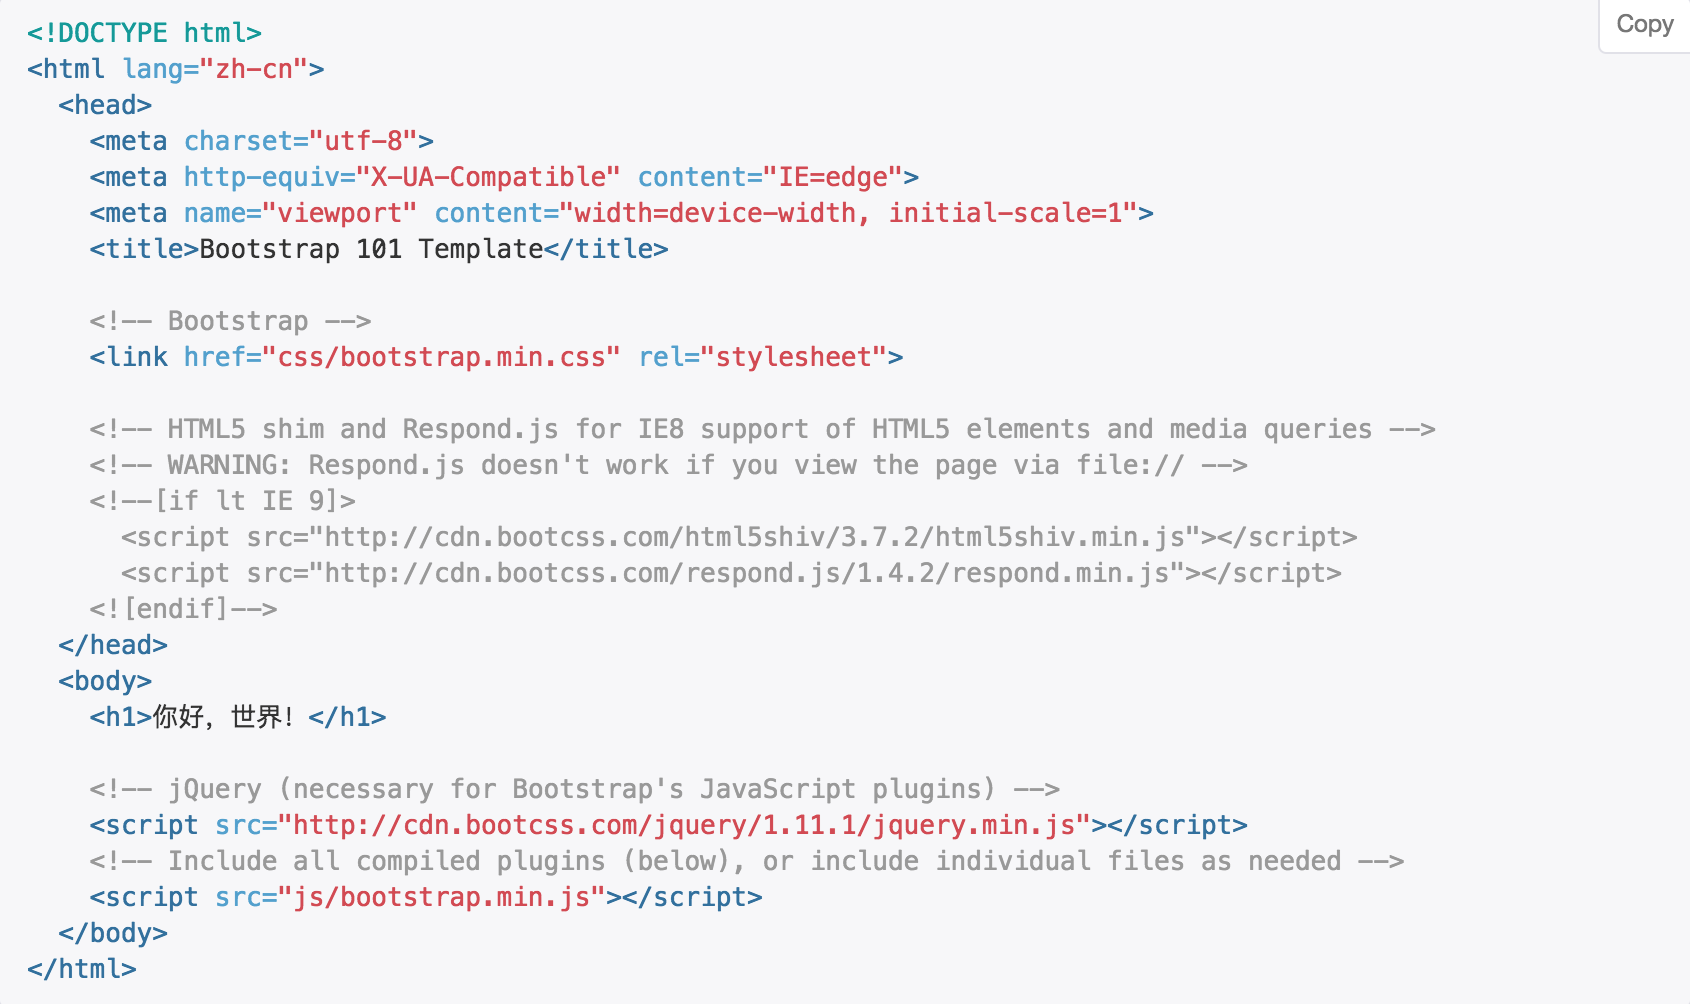 Copy
<!DOCTYPE html>
<html lang="zh-cn">
  <head>
    <meta charset="utf-8">
    <meta http-equiv="X-UA-Compatible" content="IE=edge">
    <meta name="viewport" content="width=device-width, initial-scale=1">
    <title>Bootstrap 101 Template</title>

    <!-- Bootstrap -->
    <link href="css/bootstrap.min.css" rel="stylesheet">

    <!-- HTML5 shim and Respond.js for IE8 support of HTML5 elements and media queries -->
    <!-- WARNING: Respond.js doesn't work if you view the page via file:// -->
    <!--[if lt IE 9]>
      <script src="http://cdn.bootcss.com/html5shiv/3.7.2/html5shiv.min.js"></script>
      <script src="http://cdn.bootcss.com/respond.js/1.4.2/respond.min.js"></script>
    <![endif]-->
  </head>
  <body>
    <h1>你好，世界！</h1>

    <!-- jQuery (necessary for Bootstrap's JavaScript plugins) -->
    <script src="http://cdn.bootcss.com/jquery/1.11.1/jquery.min.js"></script>
    <!-- Include all compiled plugins (below), or include individual files as needed -->
    <script src="js/bootstrap.min.js"></script>
  </body>
</html>